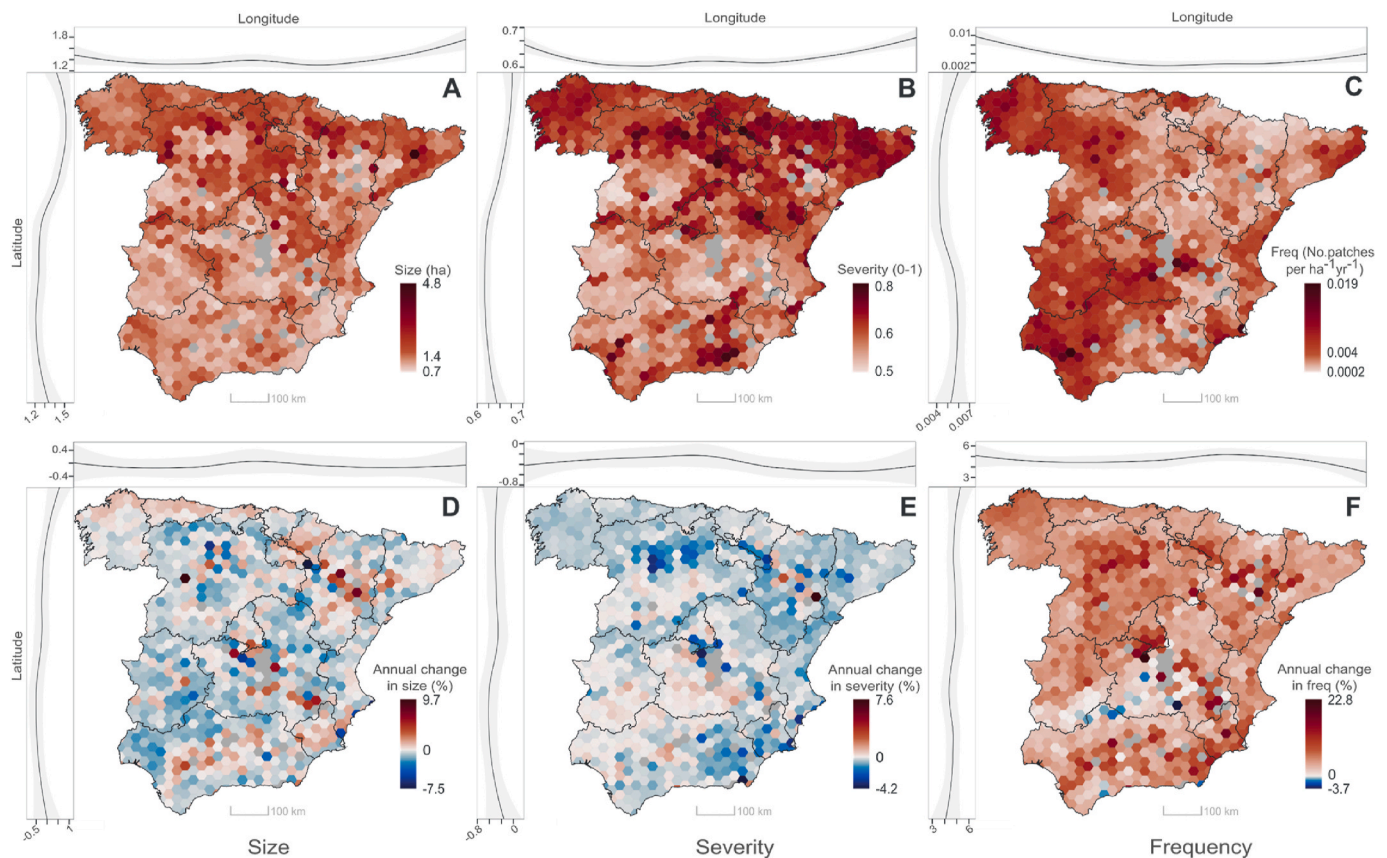 Longitude
Longitude
Longitude
1.8
1.2
0.7
0.6
0.01
0.002
A
B
C
Latitude
Size (ha)
4.8
1.4
0.7
Severity (0-1)
0.8
0.6
0.5
Freq (No.patches
per ha⁻¹yr⁻¹)
0.019
0.004
0.0002
100 km
100 km
100 km
1.2
1.5
0.6
0.7
0.004
0.007
0.4
-0.4
0
-0.8
6
3
D
E
F
Latitude
Annual change
in size (%)
9.7
0
-7.5
Annual change
in severity (%)
7.6
0
-4.2
Annual change
in freq (%)
22.8
0
-3.7
100 km
100 km
100 km
-0.5
1
-0.8
0
3
6
Size
Severity
Frequency